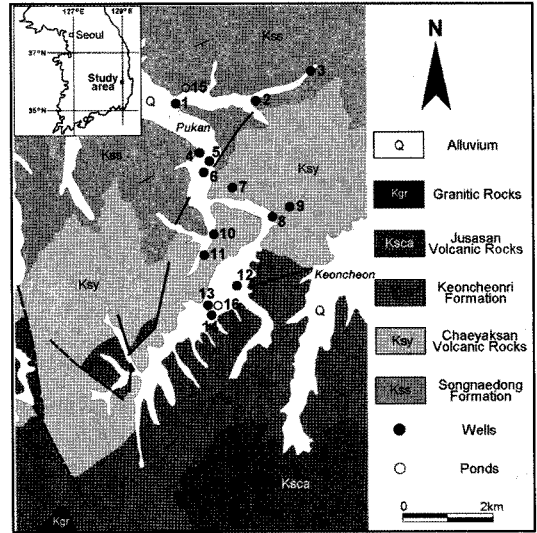 127°E 129°E
Seoul
37°N
Study
area
35°N
Kss
3
15
Q 1 2
Pukan
4 5
Kss
6
Ksy
7
9
8
10
11
Ksy
12 Keoncheon
13 16
Q
Ksca
Kgr
N
Q Alluvium
Kgr Granitic Rocks
Ksca Jusasan
Volcanic Rocks
Keoncheonri
Formation
Ksy Chaeyaksan
Volcanic Rocks
Kss Songnaedong
Formation
Wells
Ponds
0 2km